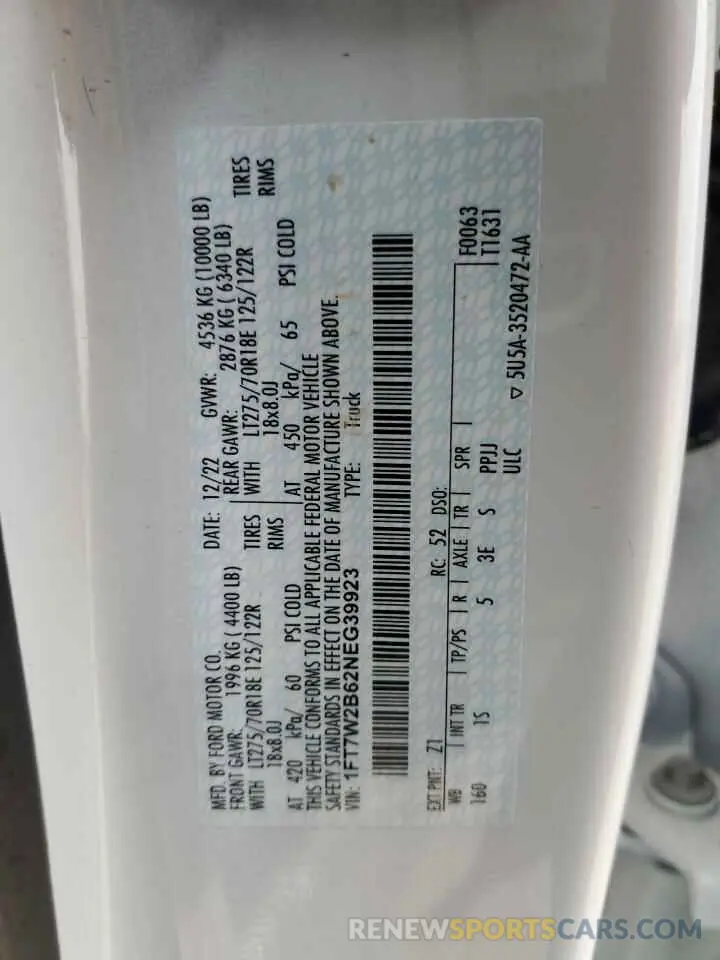 MFD. BY FORD MOTOR CO.
DATE: 12/22 GVWR: 4536 KG (10000 LB)
FRONT GAWR: 1996 KG ( 4400 LB)
REAR GAWR: 2876 KG ( 6340 LB)
WITH LT275/70R18E 125/122R TIRES
WITH LT275/70R18E 125/122R TIRES
18x8.0J RIMS
18x8.0J RIMS
AT 420 kPa/ 60 PSI COLD
AT 450 kPa/ 65 PSI COLD
THIS VEHICLE CONFORMS TO ALL APPLICABLE FEDERAL MOTOR VEHICLE
SAFETY STANDARDS IN EFFECT ON THE DATE OF MANUFACTURE SHOWN ABOVE.
VIN: 1FT7W2B62NEG39923 TYPE: Truck
EXT PNT: Z1 RC: 52 DSO:
WB INT TR TP/PS R AXLE TR SPR F0063
160 1S 5 3E S PPJJ T1631
ULC ▽ 5U5A-3520472-AA
RENEWSPORTSCARS.COM